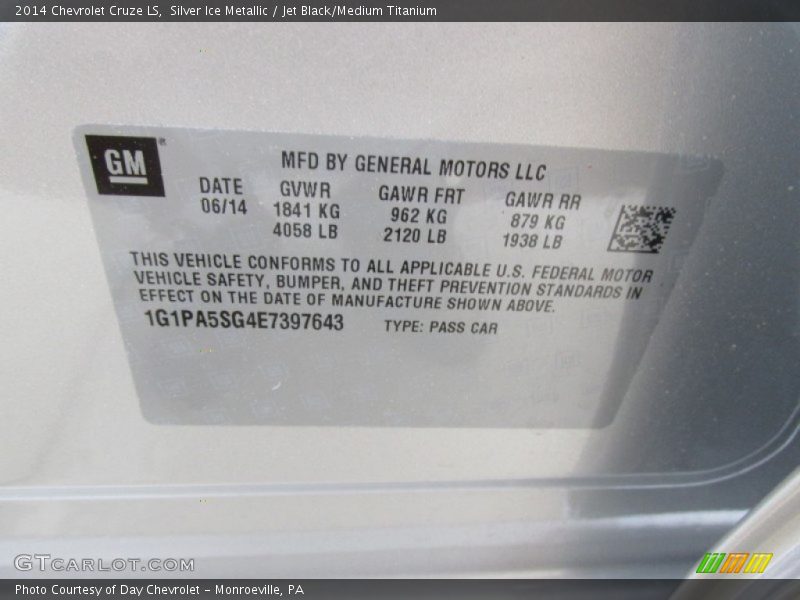 2014 Chevrolet Cruze LS, Silver Ice Metallic / Jet Black/Medium Titanium
GM
MFD BY GENERAL MOTORS LLC
DATE GVWR GAWR FRT GAWR RR
06/14 1841 KG 962 KG 879 KG
4058 LB 2120 LB 1938 LB
THIS VEHICLE CONFORMS TO ALL APPLICABLE U.S. FEDERAL MOTOR
VEHICLE SAFETY, BUMPER, AND THEFT PREVENTION STANDARDS IN
EFFECT ON THE DATE OF MANUFACTURE SHOWN ABOVE.
1G1PA5SG4E7397643 TYPE: PASS CAR
GTCARLOT.COM
Photo Courtesy of Day Chevrolet - Monroeville, PA